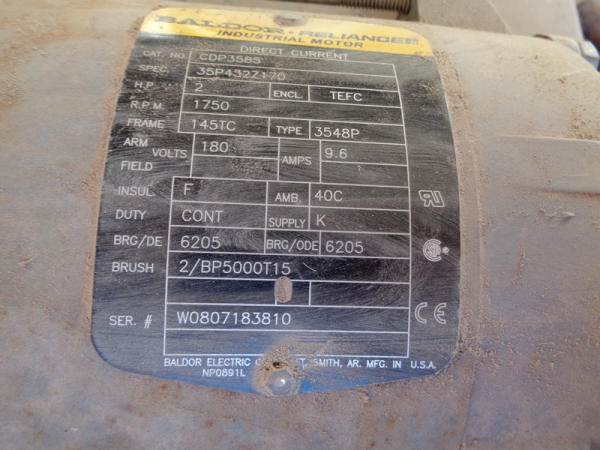 BALDOR · RELIANCER
INDUSTRIAL MOTOR
DIRECT CURRENT
CAT. NO. CDP3585
SPEC. 35P432Z170
H.P. 2 ENCL. TEFC
R.P.M. 1750
FRAME 145TC TYPE 3548P
ARM VOLTS 180 AMPS 9.6
FIELD
INSUL F AMB. 40C
DUTY CONT SUPPLY K
BRG/DE 6205 BRG/ODE 6205
BRUSH 2/BP5000T15
SER. # W0807183810
CE
BALDOR ELECTRIC SMITH, AR. MFG. IN U.S.A.
NP0891L